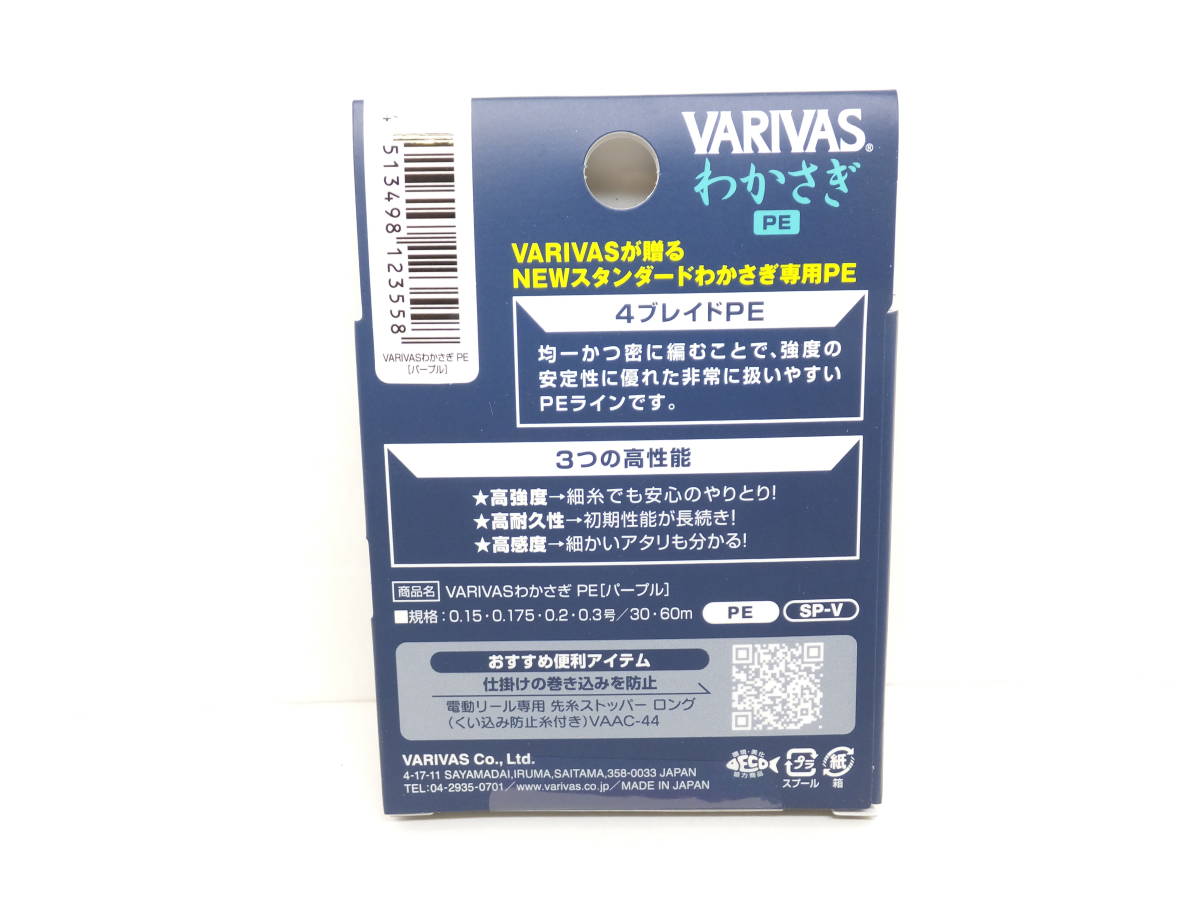 VARIVAS®
わかさぎ
PE
4 513498 123558
VARIVASわかさぎ PE
[パープル]
VARIVASが贈る
NEWスタンダードわかさぎ専用PE
4ブレイドPE
均一かつ密に編むことで、強度の
安定性に優れた非常に扱いやすい
PEラインです。
3つの高性能
★高強度→細糸でも安心のやりとり!
★高耐久性→初期性能が長続き!
★高感度→細かいアタリも分かる!
商品名 VARIVASわかさぎ PE[パープル]
■規格:0.15・0.175・0.2・0.3号/30・60m PE SP-V
おすすめ便利アイテム
仕掛けの巻き込みを防止
電動リール専用 先糸ストッパー ロング
(くい込み防止糸付き)VAAC-44
VARIVAS Co., Ltd.
4-17-11 SAYAMADAI,IRUMA,SAITAMA,358-0033 JAPAN
TEL:04-2935-0701/www.varivas.co.jp/MADE IN JAPAN
環境・美化
ECO
協力商品
プラ
スプール
紙
箱